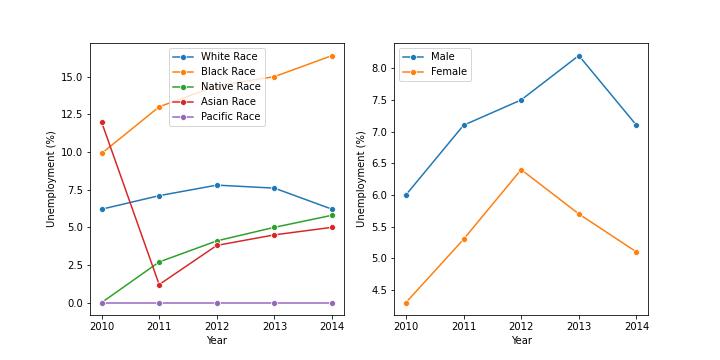 White Race
Black Race
Native Race
Asian Race
Pacific Race
Unemployment (%)
15.0
12.5
10.0
7.5
5.0
2.5
0.0
2010 2011 2012 2013 2014
Year
Male
Female
Unemployment (%)
8.0
7.5
7.0
6.5
6.0
5.5
5.0
4.5
2010 2011 2012 2013 2014
Year